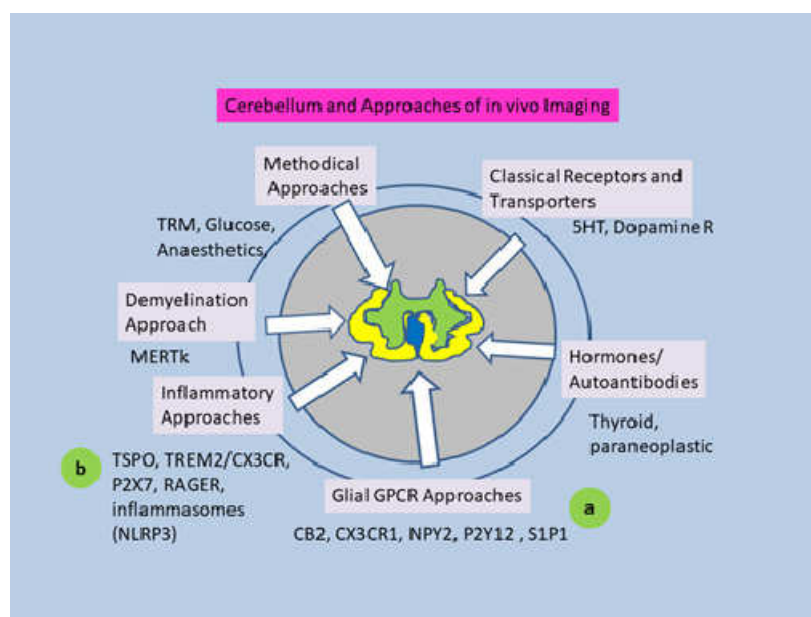 Cerebellum and Approaches of in vivo Imaging
Methodical
Approaches
Classical Receptors and
Transporters
TRM, Glucose,
Anaesthetics,
5HT, Dopamine R
Demyelination
Approach
MERTk
Hormones/
Autoantibodies
Inflammatory
Approaches
Thyroid,
paraneoplastic
b
TSPO, TREM2/CX3CR,
P2X7, RAGER,
inflammasomes
(NLRP3)
Glial GPCR Approaches
a
CB2, CX3CR1, NPY2, P2Y12 , S1P1